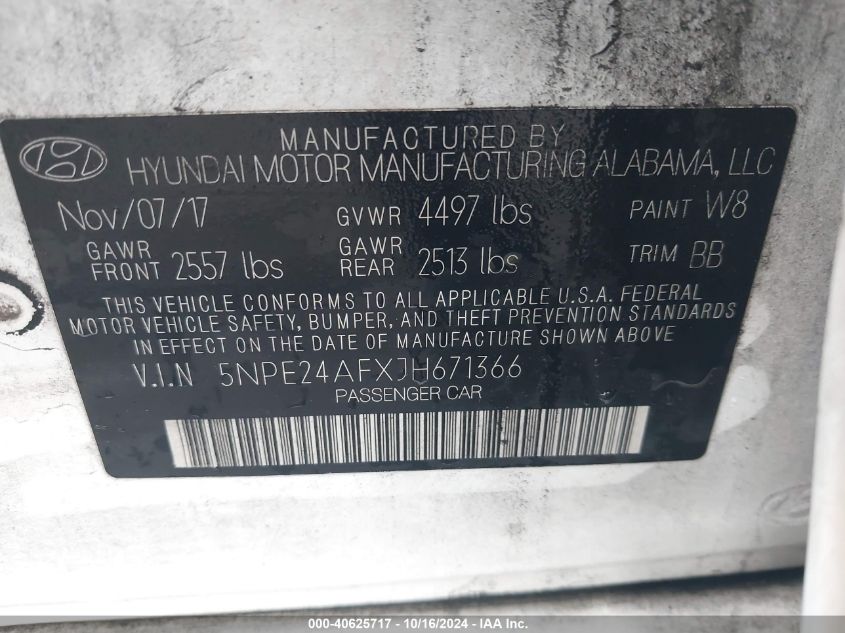 MANUFACTURED BY
HYUNDAI MOTOR MANUFACTURING ALABAMA, LLC
Nov/07/17 GVWR 4497 lbs PAINT W8
GAWR FRONT 2557 lbs GAWR REAR 2513 lbs TRIM BB
THIS VEHICLE CONFORMS TO ALL APPLICABLE U.S.A. FEDERAL
MOTOR VEHICLE SAFETY, BUMPER, AND THEFT PREVENTION STANDARDS
IN EFFECT ON THE DATE OF MANUFACTURE SHOWN ABOVE
V.I.N 5NPE24AFXJH671366
PASSENGER CAR
000-40625717 - 10/16/2024 - IAA Inc.